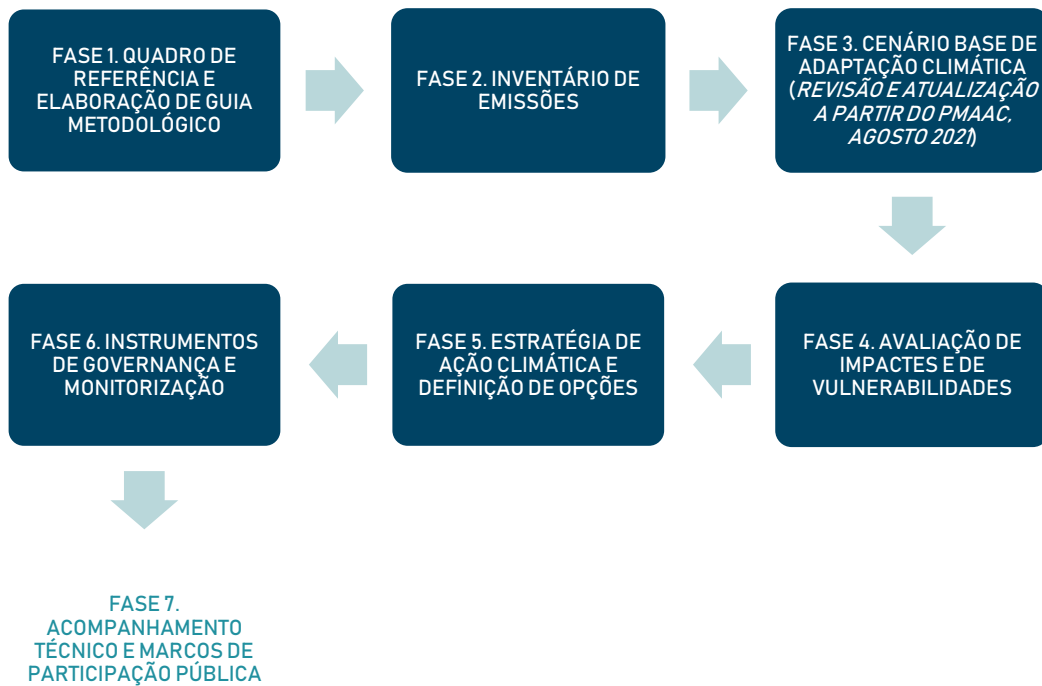 FASE 1. QUADRO DE
REFERÊNCIA E
ELABORAÇÃO DE GUIA
METODOLÓGICO
FASE 2. INVENTÁRIO DE
EMISSÕES
FASE 3. CENÁRIO BASE DE
ADAPTAÇÃO CLIMÁTICA
(REVISÃO E ATUALIZAÇÃO
A PARTIR DO PMAAC,
AGOSTO 2021)
FASE 4. AVALIAÇÃO DE
IMPACTES E DE
VULNERABILIDADES
FASE 5. ESTRATÉGIA DE
AÇÃO CLIMÁTICA E
DEFINIÇÃO DE OPÇÕES
FASE 6. INSTRUMENTOS
DE GOVERNANÇA E
MONITORIZAÇÃO
FASE 7.
ACOMPANHAMENTO
TÉCNICO E MARCOS DE
PARTICIPAÇÃO PÚBLICA